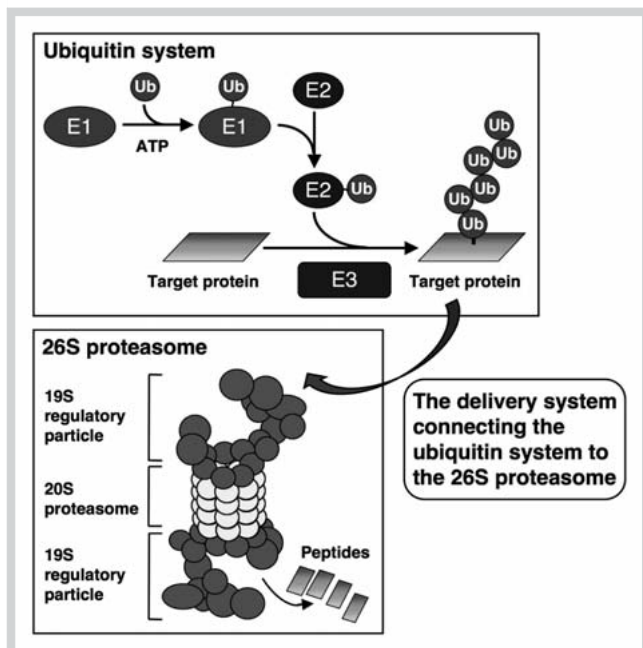 Ubiquitin system
Ub
Ub
E2
E1
E1
ATP
E2
Ub
Ub
Ub
Ub
Ub
Ub
Ub
Target protein
E3
Target protein
26S proteasome
19S
regulatory
particle
20S
proteasome
19S
regulatory
particle
Peptides
The delivery system
connecting the
ubiquitin system to
the 26S proteasome